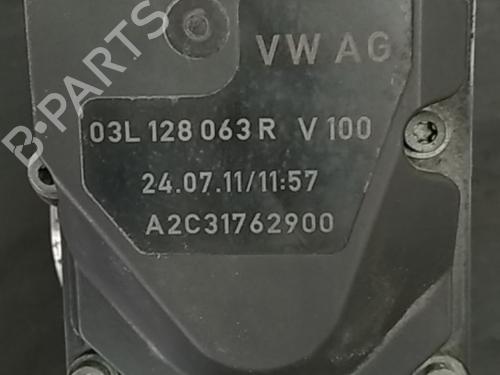 B-PARTS
VW AG
03L 128 063 R V 100
24.07.11/11:57
A2C31762900